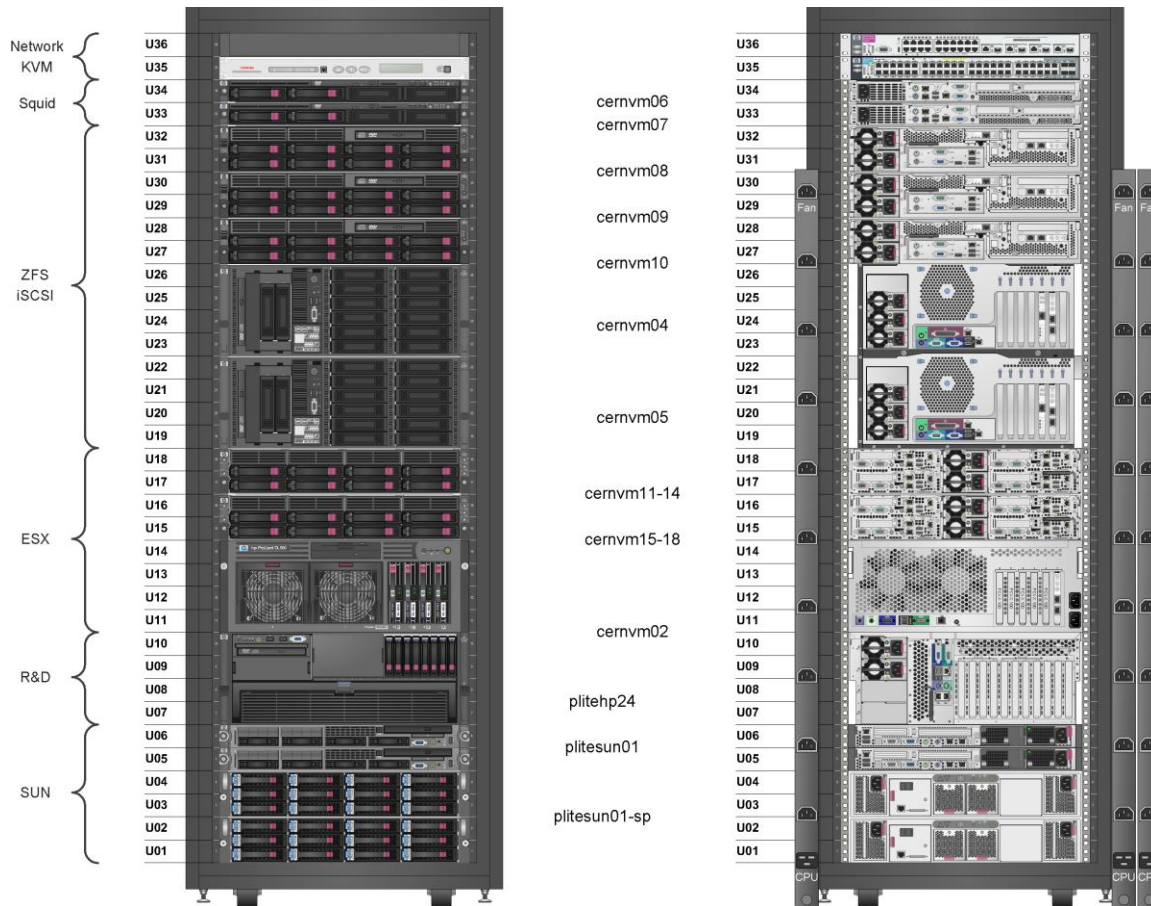 Network
KVM
Squid
ZFS
iSCSI
ESX
R&D
SUN
U36
U35
U34
U33
U32
U31
U30
U29
U28
U27
U26
U25
U24
U23
U22
U21
U20
U19
U18
U17
U16
U15
U14
U13
U12
U11
U10
U09
U08
U07
U06
U05
U04
U03
U02
U01
cernvm06
cernvm07
cernvm08
cernvm09
cernvm10
cernvm04
cernvm05
cernvm11-14
cernvm15-18
cernvm02
plitehp24
plitesun01
plitesun01-sp
U36
U35
U34
U33
U32
U31
U30
U29
U28
U27
U26
U25
U24
U23
U22
U21
U20
U19
U18
U17
U16
U15
U14
U13
U12
U11
U10
U09
U08
U07
U06
U05
U04
U03
U02
U01
Fan
Fan
Fa
CPU
CPU
CP